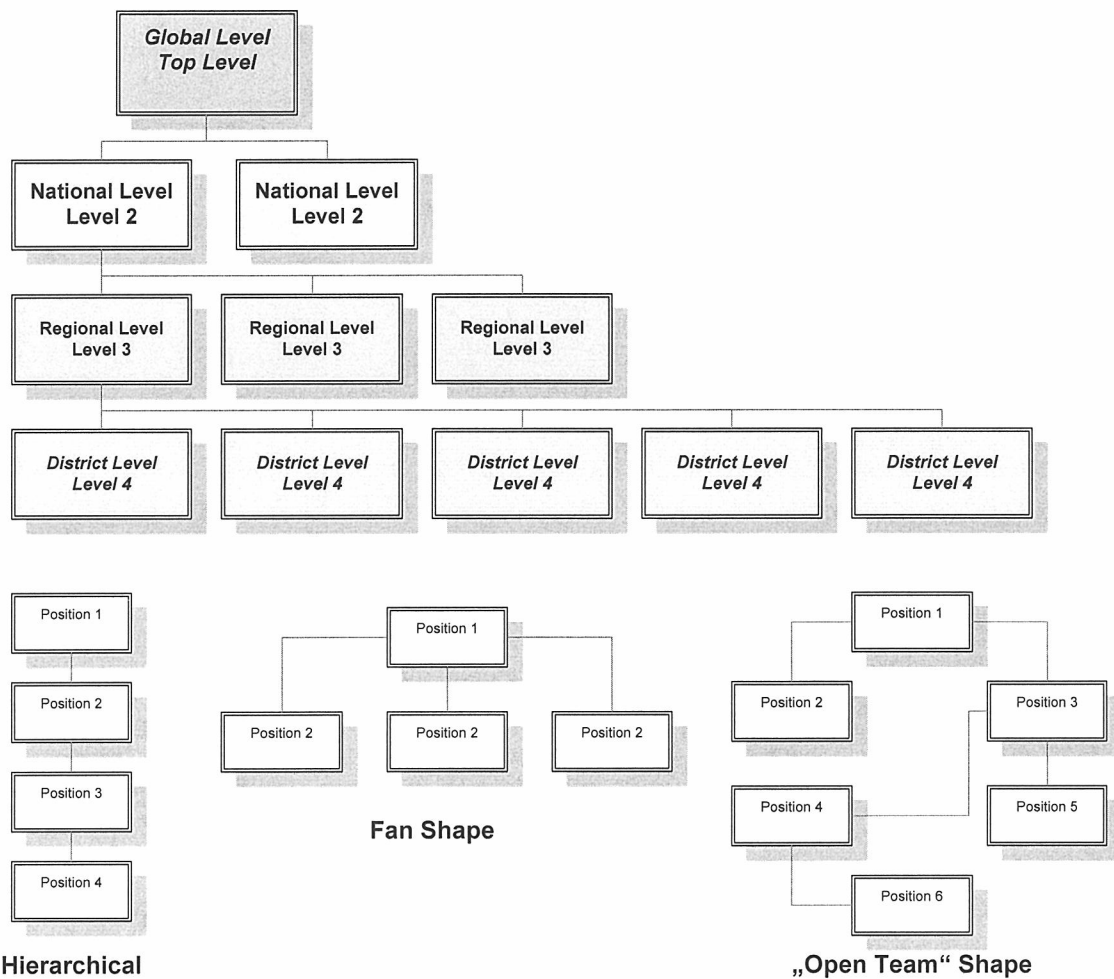 Global Level
Top Level
National Level
Level 2
National Level
Level 2
Regional Level
Level 3
Regional Level
Level 3
Regional Level
Level 3
District Level
Level 4
District Level
Level 4
District Level
Level 4
District Level
Level 4
District Level
Level 4
Position 1
Position 2
Position 3
Position 4
Hierarchical
Position 1
Position 2
Position 2
Position 2
Fan Shape
Position 1
Position 2
Position 3
Position 4
Position 5
Position 6
„Open Team“ Shape